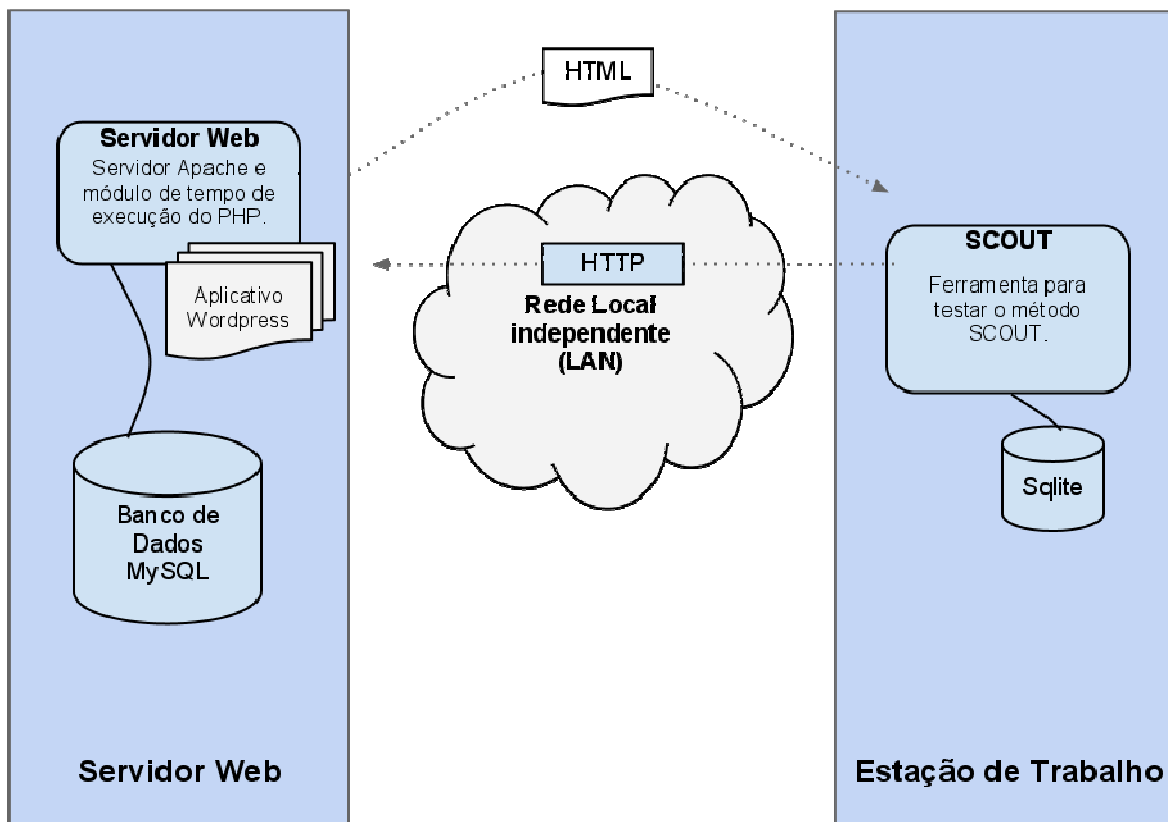 HTML
Servidor Web
Servidor Apache e
módulo de tempo de
execução do PHP.
Aplicativo
Wordpress
HTTP
Rede Local
independente
(LAN)
SCOUT
Ferramenta para
testar o método
SCOUT.
Sqlite
Banco de
Dados
MySQL
Servidor Web
Estação de Trabalho